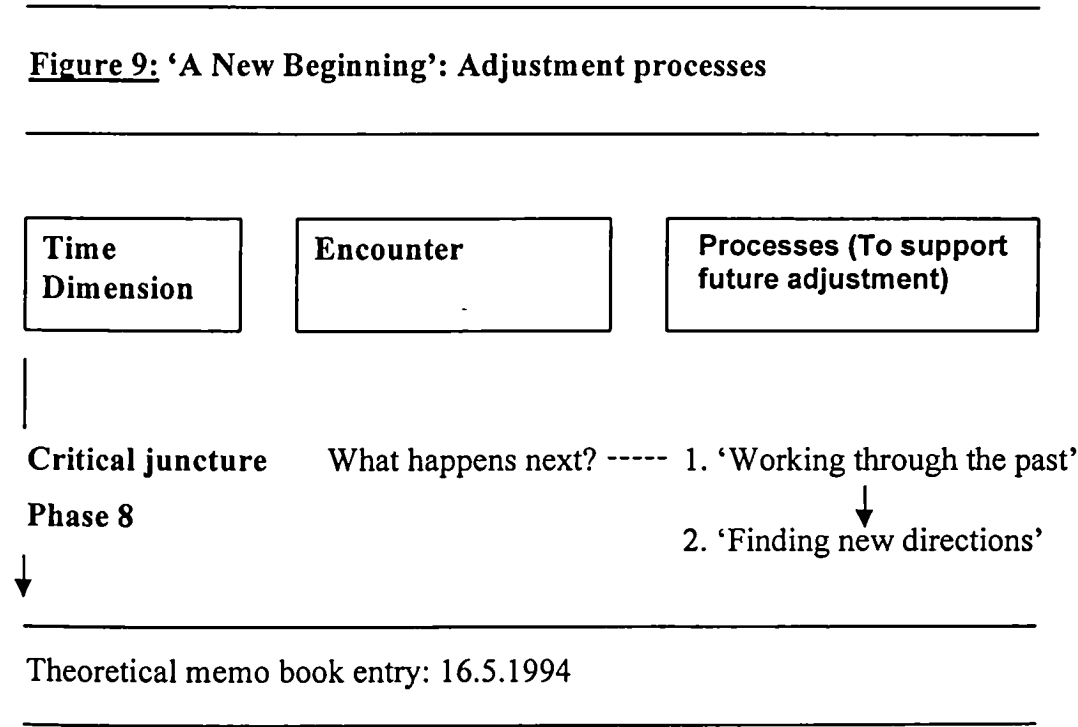 Figure 9: ‘A New Beginning’: Adjustment processes
Time
Dimension
Encounter
Processes (To support
future adjustment)
Critical juncture
Phase 8
What happens next? ----- 1. ‘Working through the past’
2. ‘Finding new directions’
Theoretical memo book entry: 16.5.1994